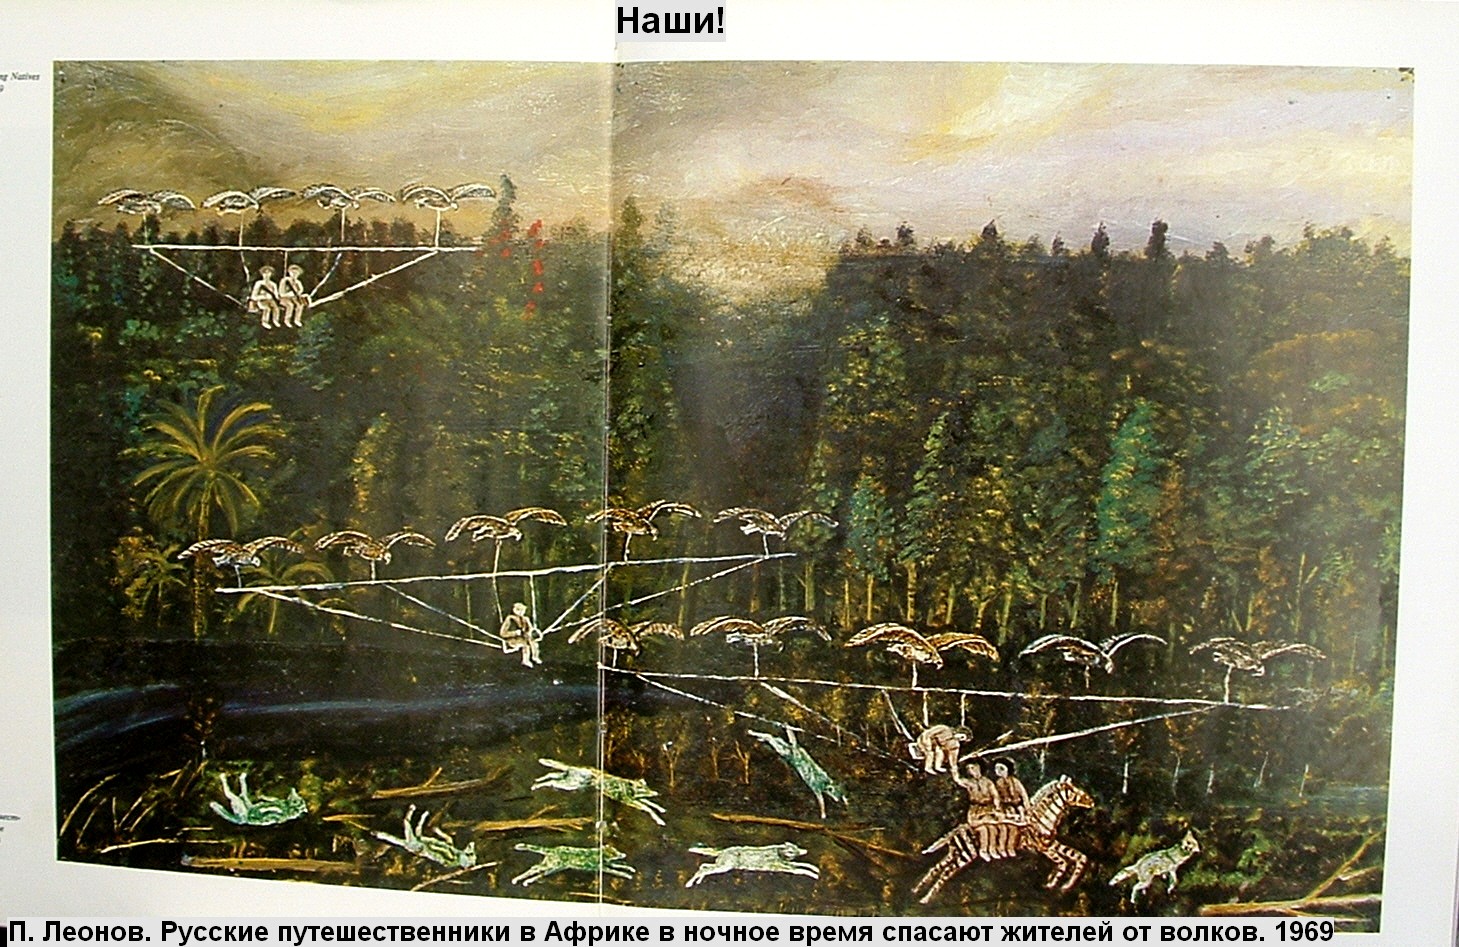 Наши!
ng Natives
П. Леонов. Русские путешественники в Африке в ночное время спасают жителей от волков. 1969